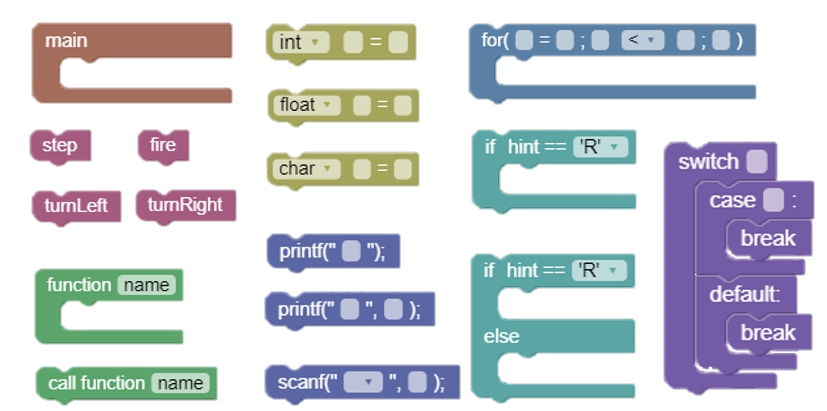 main
step
fire
turnLeft
turnRight
function name
call function name
int =
float =
char =
printf(" ");
printf(" ", );
scanf(" ", );
for( = ; < ; )
if hint == 'R'
if hint == 'R'
else
switch
case :
break
default:
break